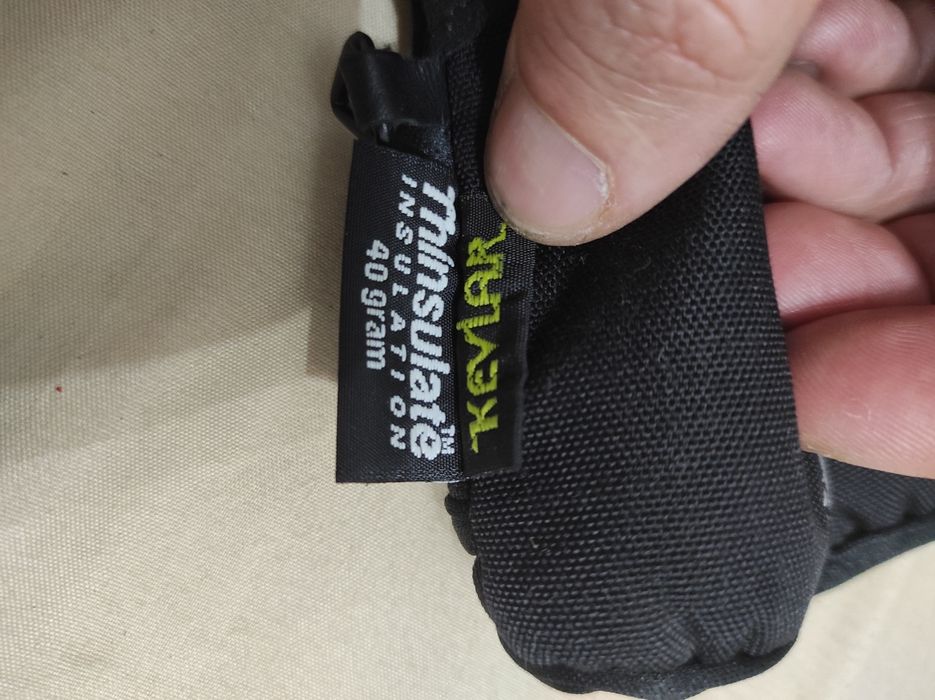 Thinsulate™
INSULATION
40 gram
KEVLAR